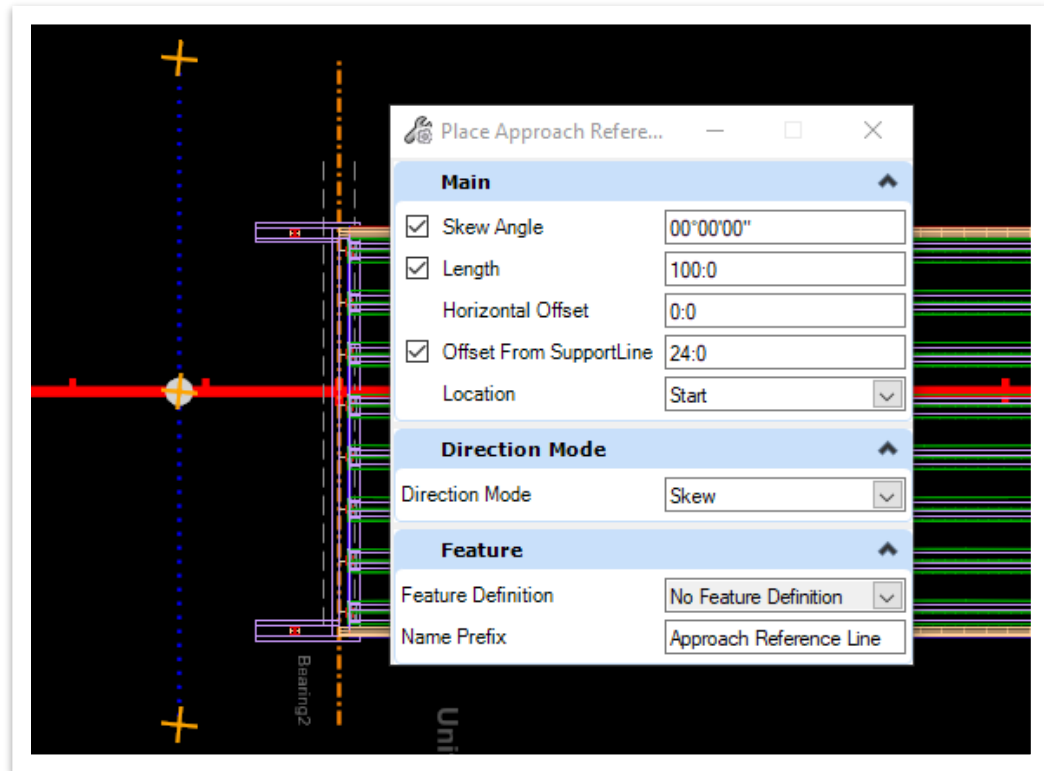 Place Approach Refere...
Main
Skew Angle 00°00'00"
Length 100:0
Horizontal Offset 0:0
Offset From SupportLine 24:0
Location Start
Direction Mode
Direction Mode Skew
Feature
Feature Definition No Feature Definition
Name Prefix Approach Reference Line
Bearing2
Uni